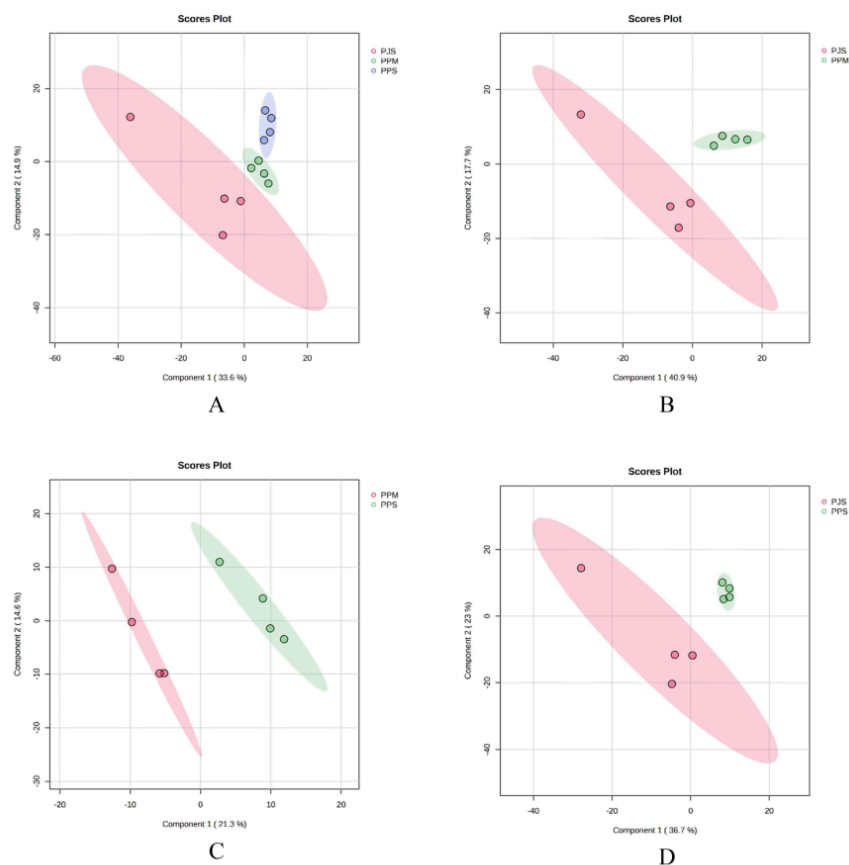 Scores Plot
PJS
PPM
PPS
Component 2 ( 14.9 %)
20
0
-20
-40
-60
-40
-20
0
20
Component 1 ( 33.6 %)
A
Scores Plot
PJS
PPM
Component 2 ( 17.7 %)
20
0
-20
-40
-40
-20
0
20
Component 1 ( 40.9 %)
B
Scores Plot
PPM
PPS
Component 2 ( 14.6 %)
20
10
0
-10
-20
-30
-20
-10
0
10
20
Component 1 ( 21.3 %)
C
Scores Plot
PJS
PPS
Component 2 ( 23 %)
20
0
-20
-40
-40
-20
0
20
Component 1 ( 36.7 %)
D